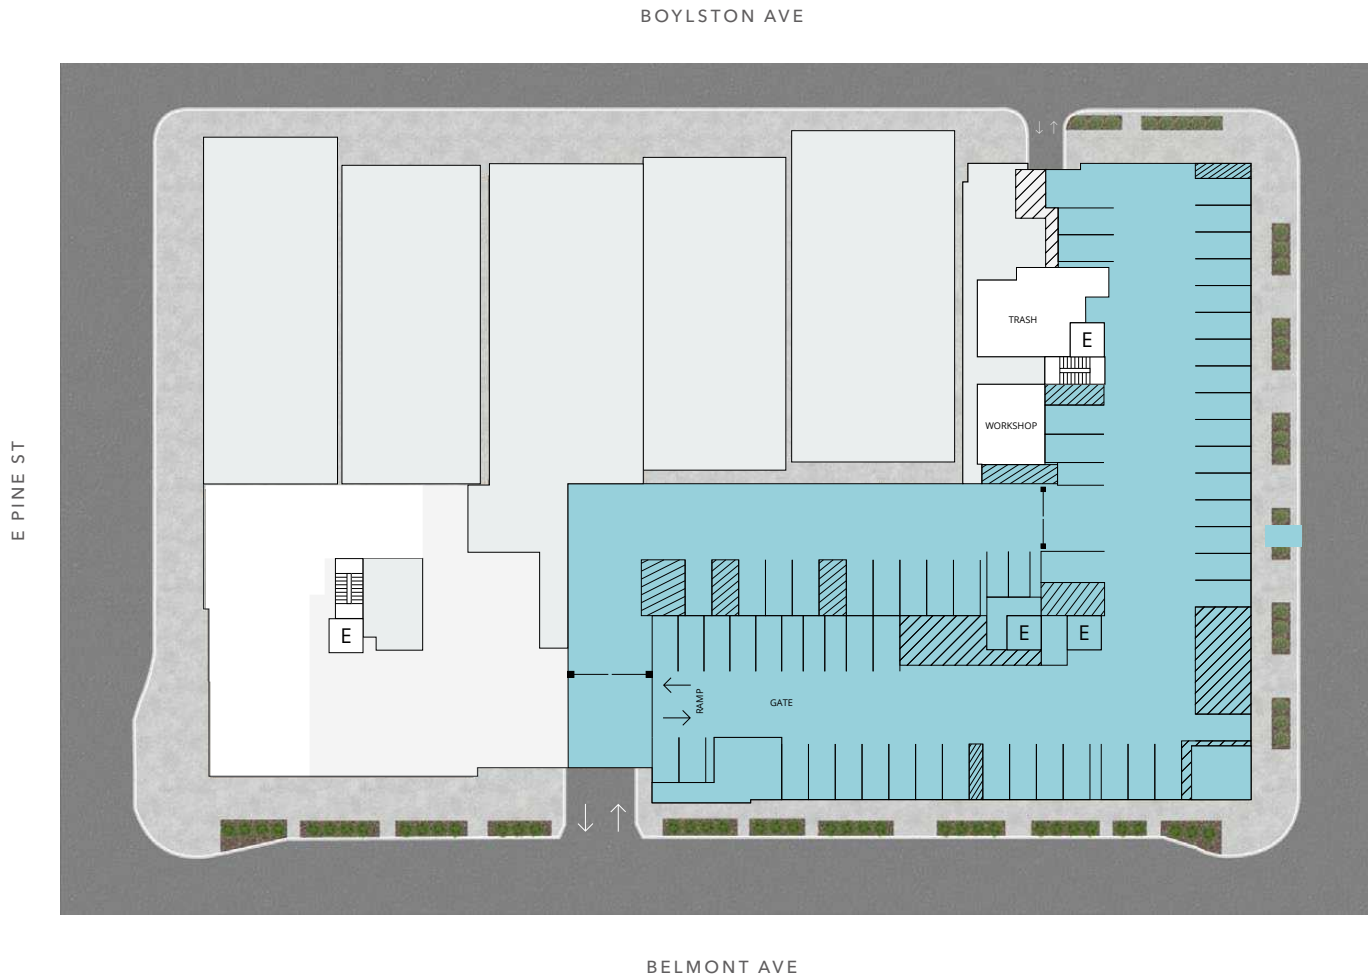 BOYLSTON AVE
E PINE ST
TRASH
E
WORKSHOP
E
E
E
RAMP
GATE
BELMONT AVE